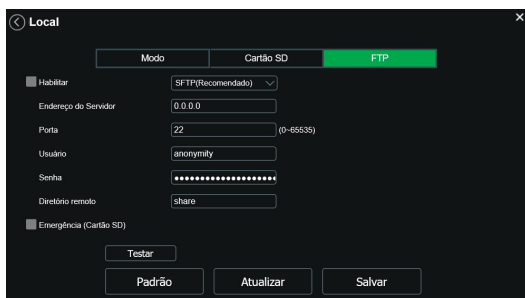 Local
×
Modo Cartão SD FTP
Habilitar SFTP(Recomendado)
Endereço do Servidor 0.0.0.0
Porta 22 (0~65535)
Usuário anonymity
Senha ••••••••••••••••••••
Diretório remoto share
Emergência (Cartão SD)
Testar
Padrão Atualizar Salvar